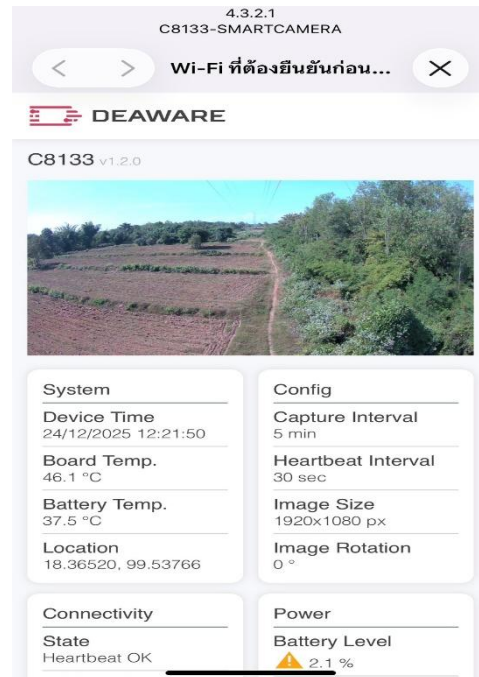 4.3.2.1
C8133-SMARTCAMERA
Wi-Fi ที่ต้องยืนยันก่อน...
DEAWARE
C8133 v1.2.0
System
Device Time
24/12/2025 12:21:50
Board Temp.
46.1 °C
Battery Temp.
37.5 °C
Location
18.36520, 99.53766
Config
Capture Interval
5 min
Heartbeat Interval
30 sec
Image Size
1920x1080 px
Image Rotation
0 °
Connectivity
State
Heartbeat OK
Power
Battery Level
2.1 %